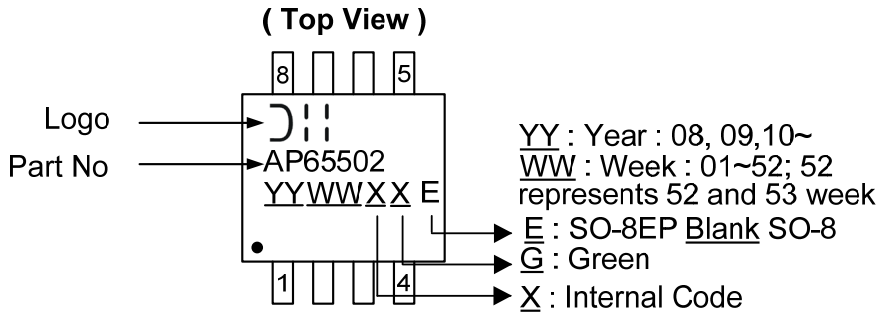 ( Top View )
8 5
Logo
Part No
AP65502
YYWWXX E
1 4
YY : Year : 08, 09,10~
WW : Week : 01~52; 52
represents 52 and 53 week
E : SO-8EP Blank SO-8
G : Green
X : Internal Code